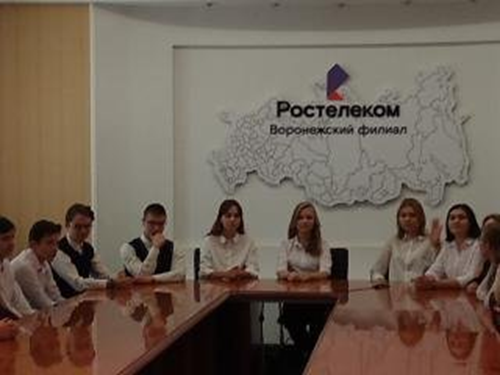 Ростелеком
Воронежский филиал